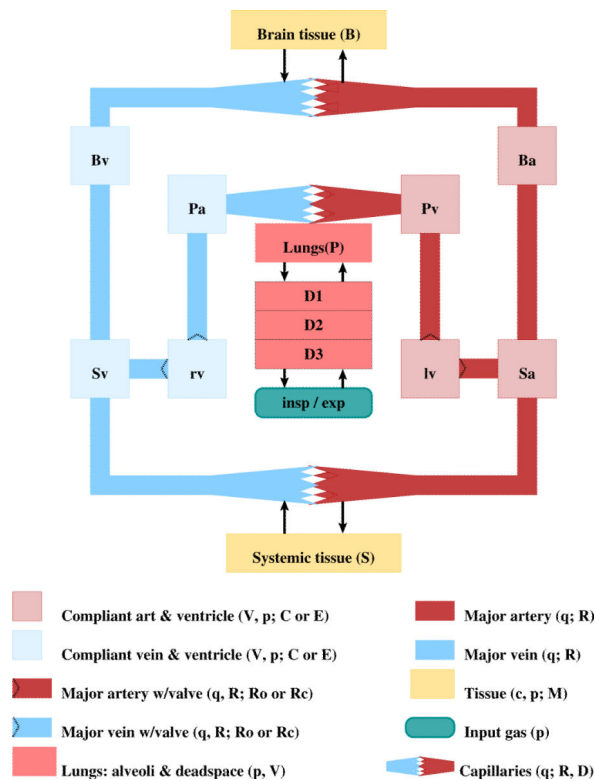 Brain tissue (B)
Bv
Ba
Pa
Pv
Lungs(P)
D1
D2
D3
Sv
rv
lv
Sa
insp / exp
Systemic tissue (S)
Compliant art & ventricle (V, p; C or E)
Major artery (q; R)
Compliant vein & ventricle (V, p; C or E)
Major vein (q; R)
Major artery w/valve (q, R; Ro or Rc)
Tissue (c, p; M)
Major vein w/valve (q, R; Ro or Rc)
Input gas (p)
Lungs: alveoli & deadspace (p, V)
Capillaries (q; R, D)